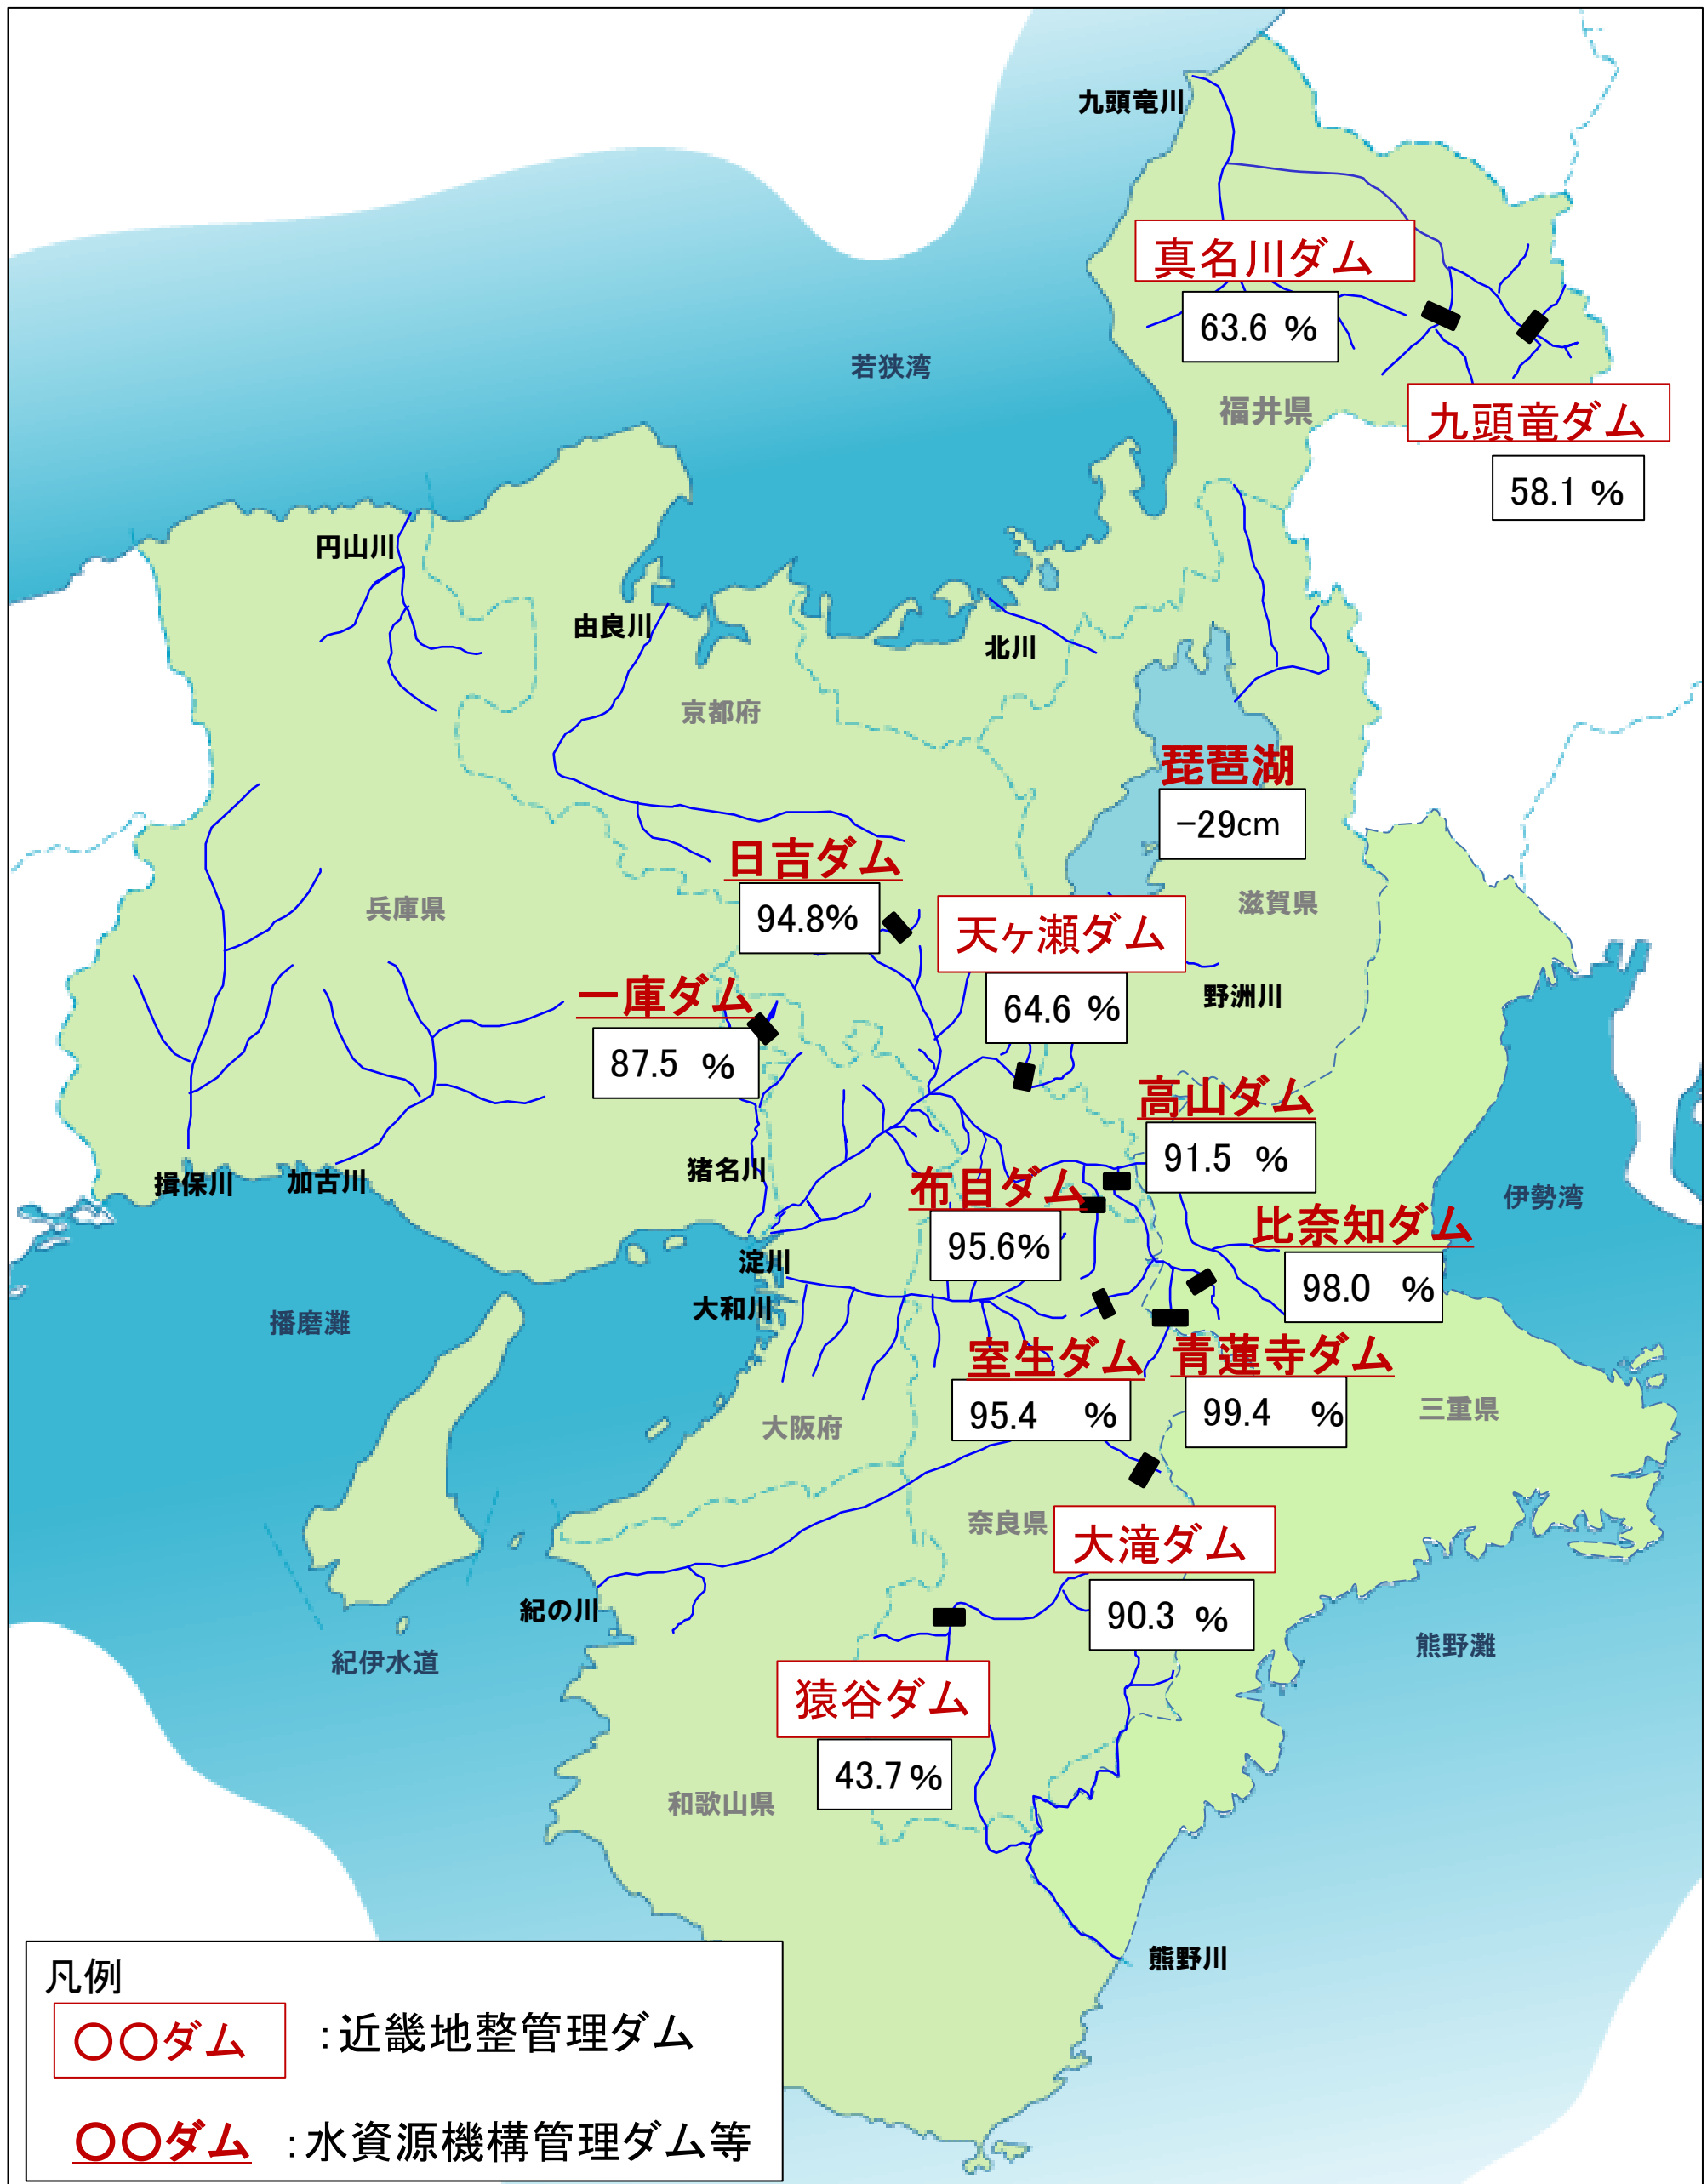 九頭竜川
真名川ダム
63.6 %
若狭湾
福井県
九頭竜ダム
58.1 %
円山川
由良川
北川
京都府
琵琶湖
−29cm
日吉ダム
94.8%
兵庫県
天ヶ瀬ダム
64.6 %
滋賀県
野洲川
一庫ダム
87.5 %
高山ダム
91.5 %
揖保川
加古川
猪名川
布目ダム
95.6%
伊勢湾
比奈知ダム
98.0 %
淀川
大和川
播磨灘
室生ダム
95.4 %
青蓮寺ダム
99.4 %
三重県
大阪府
奈良県
大滝ダム
90.3 %
紀の川
紀伊水道
熊野灘
猿谷ダム
43.7%
和歌山県
熊野川
凡例
〇〇ダム :近畿地整管理ダム
〇〇ダム :水資源機構管理ダム等